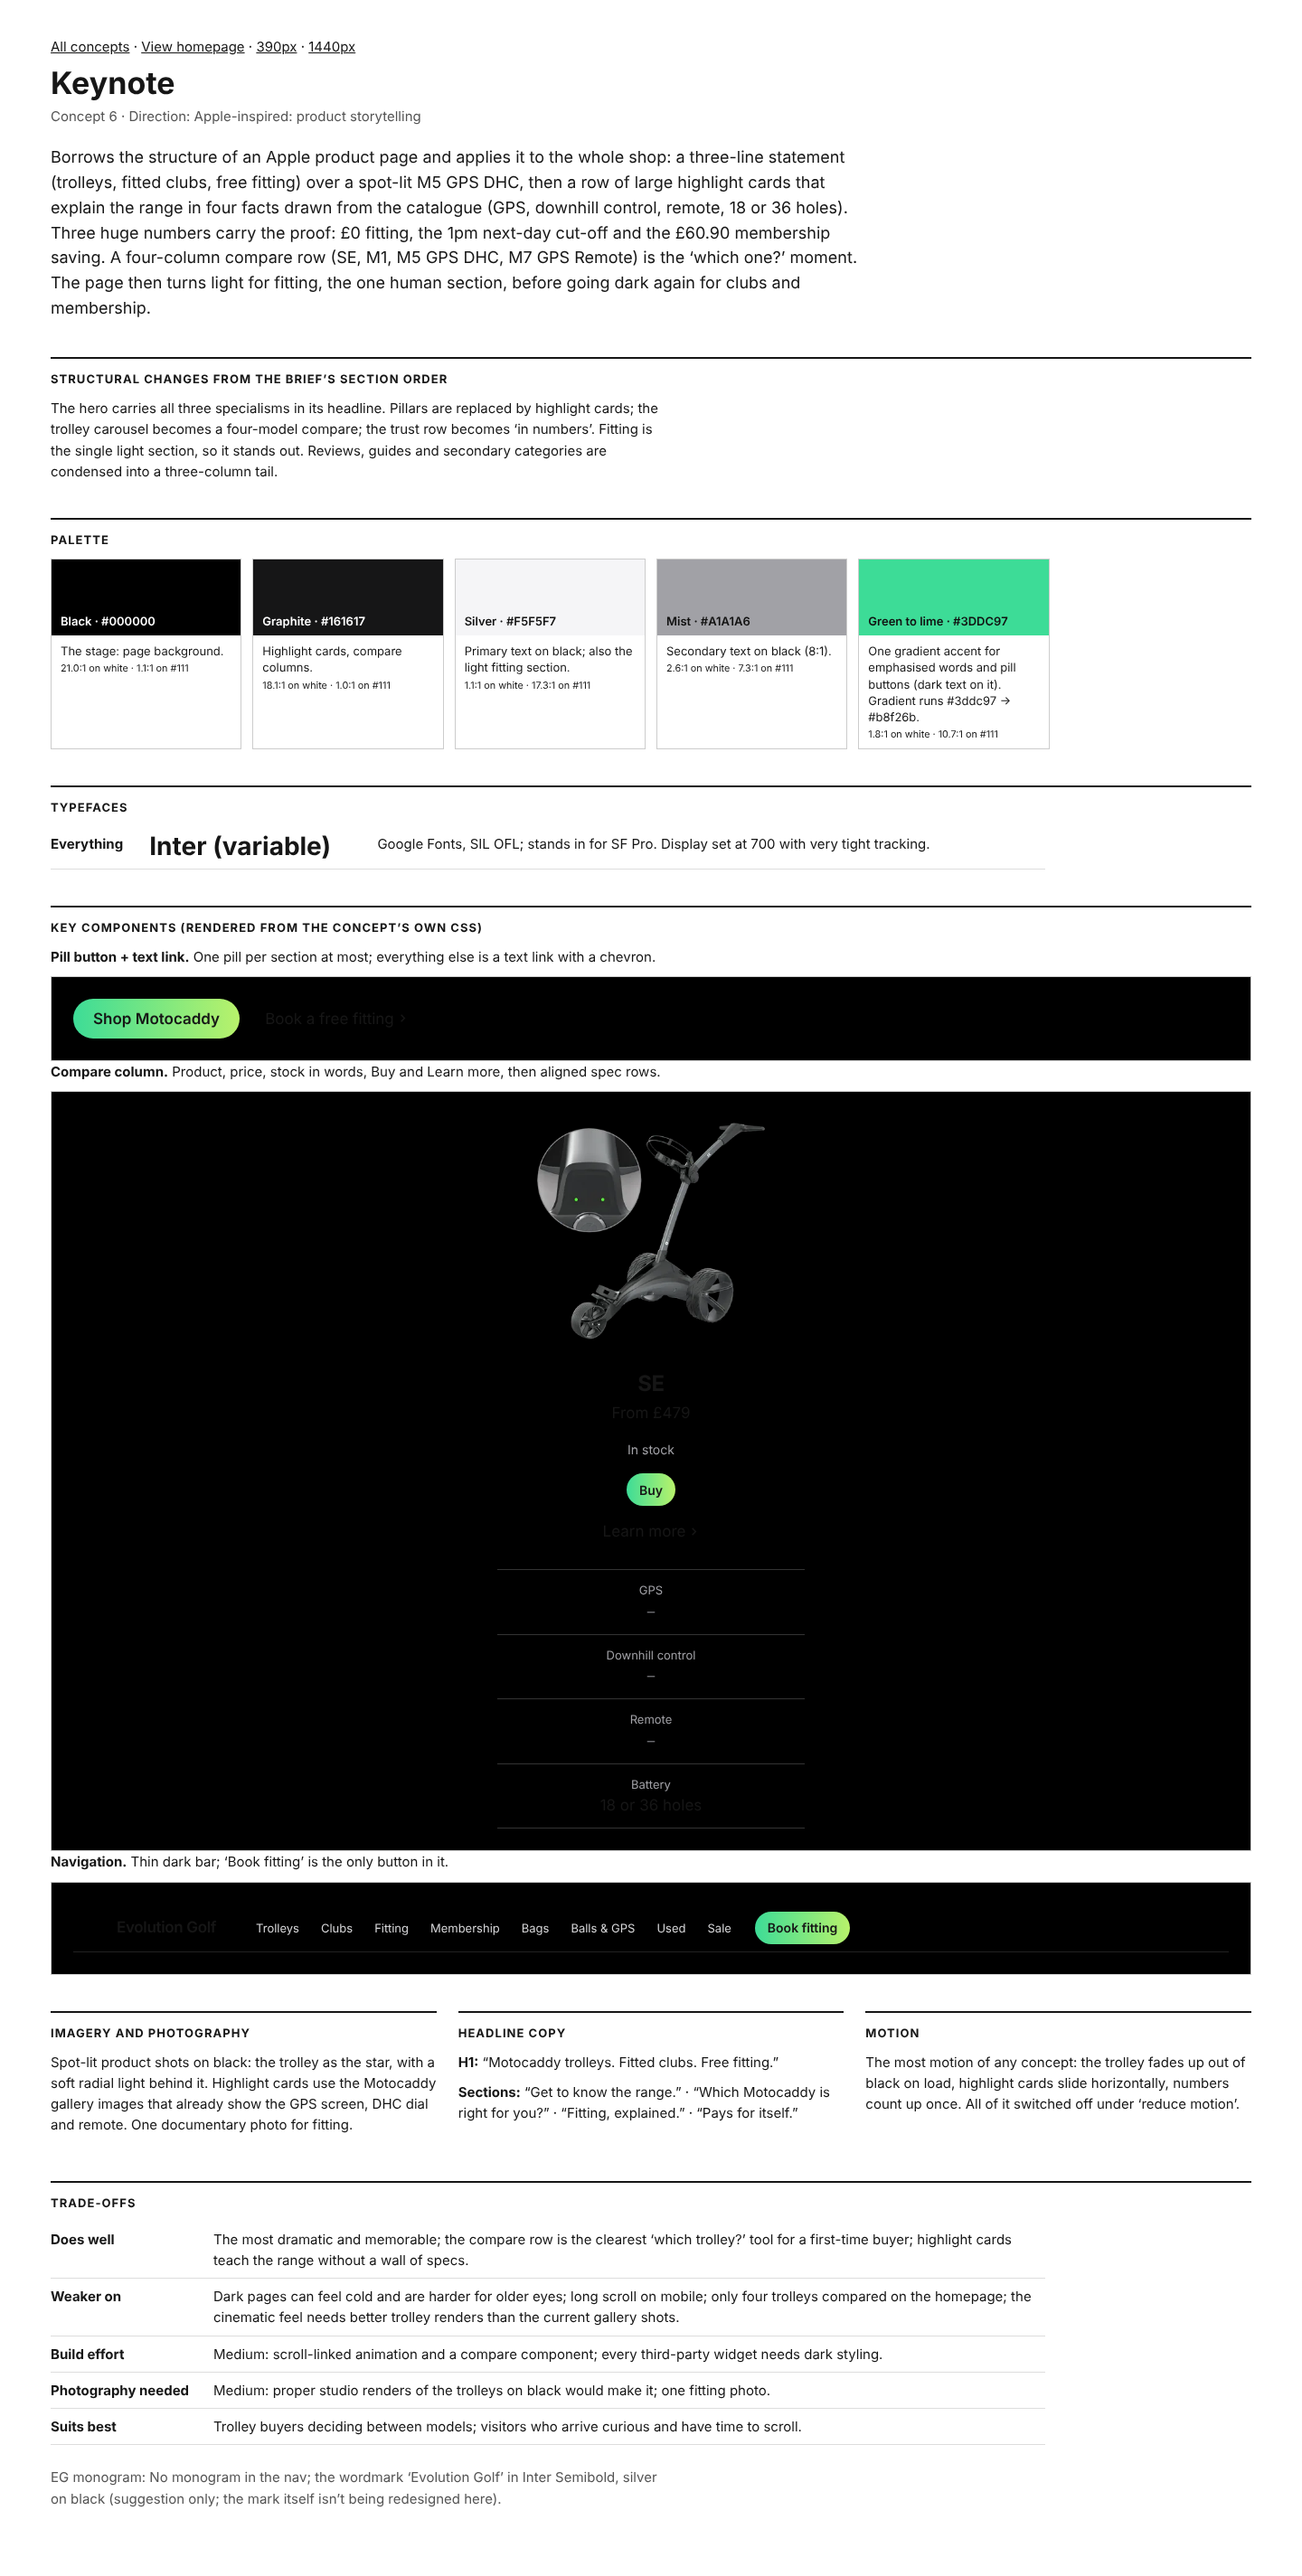 All concepts · View homepage · 390px · 1440px
Keynote
Concept 6 · Direction: Apple-inspired: product storytelling
Borrows the structure of an Apple product page and applies it to the whole shop: a three-line statement
(trolleys, fitted clubs, free fitting) over a spot-lit M5 GPS DHC, then a row of large highlight cards that
explain the range in four facts drawn from the catalogue (GPS, downhill control, remote, 18 or 36 holes).
Three huge numbers carry the proof: £0 fitting, the 1pm next-day cut-off and the £60.90 membership
saving. A four-column compare row (SE, M1, M5 GPS DHC, M7 GPS Remote) is the ‘which one?’ moment.
The page then turns light for fitting, the one human section, before going dark again for clubs and
membership.
STRUCTURAL CHANGES FROM THE BRIEF’S SECTION ORDER
The hero carries all three specialisms in its headline. Pillars are replaced by highlight cards; the
trolley carousel becomes a four-model compare; the trust row becomes ‘in numbers’. Fitting is
the single light section, so it stands out. Reviews, guides and secondary categories are
condensed into a three-column tail.
PALETTE
Black · #000000
The stage: page background.
21.0:1 on white · 1.1:1 on #111
Graphite · #161617
Highlight cards, compare
columns.
18.1:1 on white · 1.0:1 on #111
Silver · #F5F5F7
Primary text on black; also the
light fitting section.
1.1:1 on white · 17.3:1 on #111
Mist · #A1A1A6
Secondary text on black (8:1).
2.6:1 on white · 7.3:1 on #111
Green to lime · #3DDC97
One gradient accent for
emphasised words and pill
buttons (dark text on it).
Gradient runs #3ddc97 →
#b8f26b.
1.8:1 on white · 10.7:1 on #111
TYPEFACES
Everything Inter (variable) Google Fonts, SIL OFL; stands in for SF Pro. Display set at 700 with very tight tracking.
KEY COMPONENTS (RENDERED FROM THE CONCEPT’S OWN CSS)
Pill button + text link. One pill per section at most; everything else is a text link with a chevron.
Shop Motocaddy Book a free fitting ›
Compare column. Product, price, stock in words, Buy and Learn more, then aligned spec rows.
SE
From £479
In stock
Buy
Learn more ›
GPS
–
Downhill control
–
Remote
–
Battery
18 or 36 holes
Navigation. Thin dark bar; ‘Book fitting’ is the only button in it.
Evolution Golf Trolleys Clubs Fitting Membership Bags Balls & GPS Used Sale Book fitting
IMAGERY AND PHOTOGRAPHY
Spot-lit product shots on black: the trolley as the star, with a
soft radial light behind it. Highlight cards use the Motocaddy
gallery images that already show the GPS screen, DHC dial
and remote. One documentary photo for fitting.
HEADLINE COPY
H1: “Motocaddy trolleys. Fitted clubs. Free fitting.”
Sections: “Get to know the range.” · “Which Motocaddy is
right for you?” · “Fitting, explained.” · “Pays for itself.”
MOTION
The most motion of any concept: the trolley fades up out of
black on load, highlight cards slide horizontally, numbers
count up once. All of it switched off under ‘reduce motion’.
TRADE-OFFS
Does well The most dramatic and memorable; the compare row is the clearest ‘which trolley?’ tool for a first-time buyer; highlight cards
teach the range without a wall of specs.
Weaker on Dark pages can feel cold and are harder for older eyes; long scroll on mobile; only four trolleys compared on the homepage; the
cinematic feel needs better trolley renders than the current gallery shots.
Build effort Medium: scroll-linked animation and a compare component; every third-party widget needs dark styling.
Photography needed Medium: proper studio renders of the trolleys on black would make it; one fitting photo.
Suits best Trolley buyers deciding between models; visitors who arrive curious and have time to scroll.
EG monogram: No monogram in the nav; the wordmark ‘Evolution Golf’ in Inter Semibold, silver
on black (suggestion only; the mark itself isn’t being redesigned here).